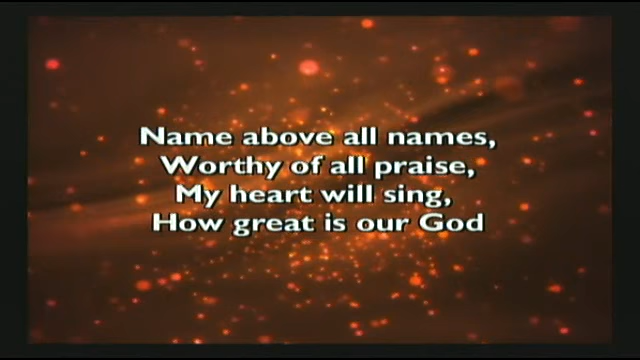 Name above all names,
Worthy of all praise,
My heart will sing,
How great is our God